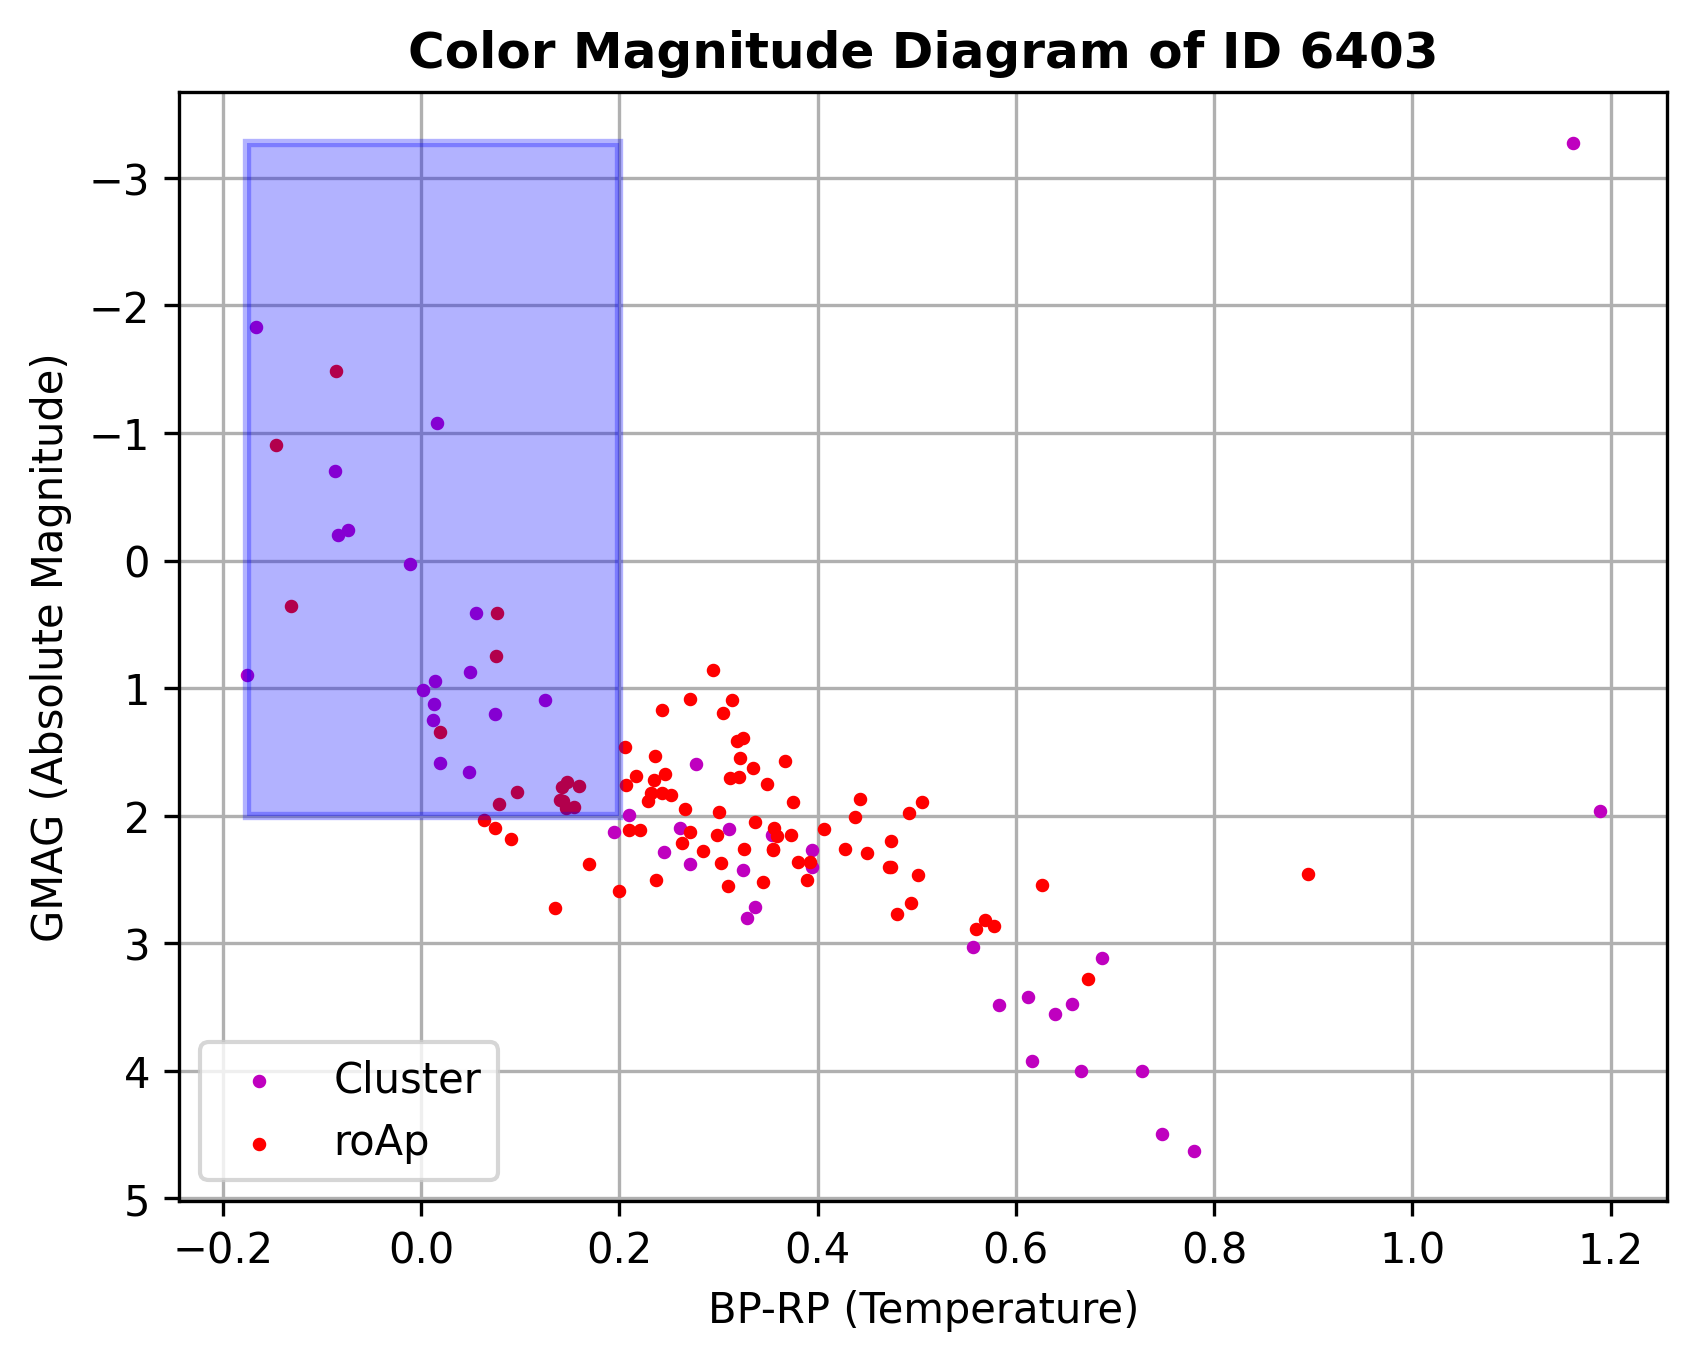 Color Magnitude Diagram of ID 6403
GMAG (Absolute Magnitude)
−3
−2
−1
0
1
2
3
4
5
Cluster
roAp
−0.2 0.0 0.2 0.4 0.6 0.8 1.0 1.2
BP-RP (Temperature)